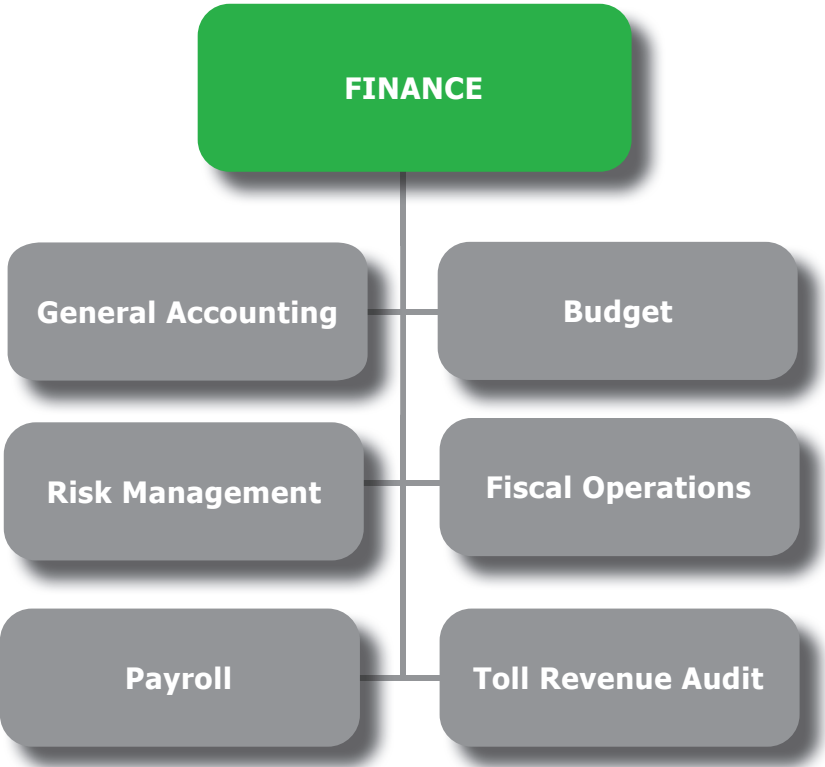 FINANCE
General Accounting
Budget
Risk Management
Fiscal Operations
Payroll
Toll Revenue Audit